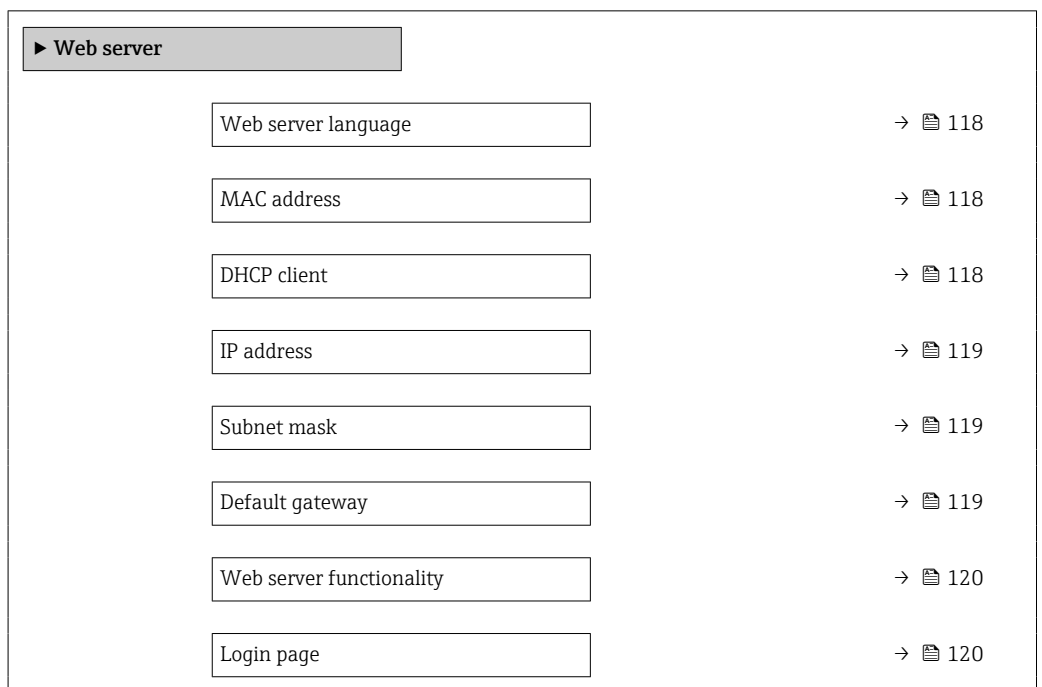 ▶ Web server
Web server language → 🖹 118
MAC address → 🖹 118
DHCP client → 🖹 118
IP address → 🖹 119
Subnet mask → 🖹 119
Default gateway → 🖹 119
Web server functionality → 🖹 120
Login page → 🖹 120